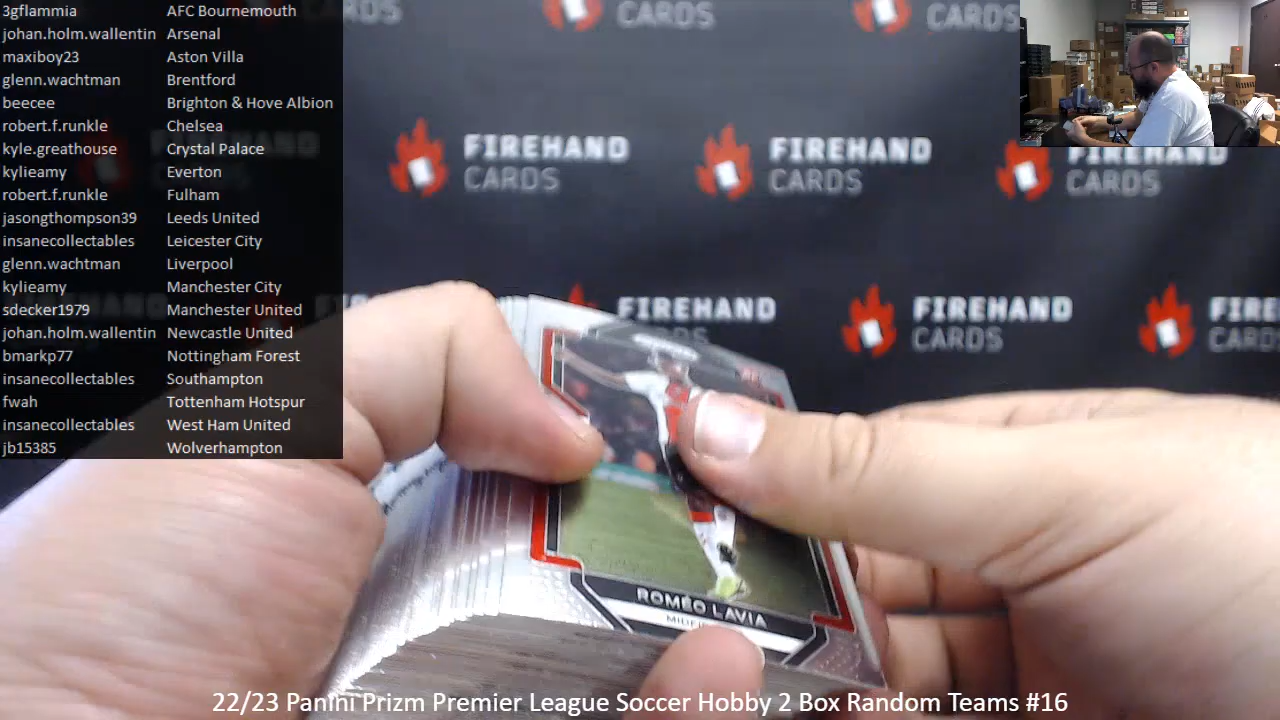 3gflammia AFC Bournemouth
johan.holm.wallentin Arsenal
maxiboy23 Aston Villa
glenn.wachtman Brentford
beecee Brighton & Hove Albion
robert.f.runkle Chelsea
kyle.greathouse Crystal Palace
kylieamy Everton
robert.f.runkle Fulham
jasongthompson39 Leeds United
insanecollectables Leicester City
glenn.wachtman Liverpool
kylieamy Manchester City
sdecker1979 Manchester United
johan.holm.wallentin Newcastle United
bmarkp77 Nottingham Forest
insanecollectables Southampton
fwah Tottenham Hotspur
insanecollectables West Ham United
jb15385 Wolverhampton
CARDS
CARDS
FIREHAND
CARDS
FIREHAND
CARDS
FIREHAND
CARDS
FIREHAND
FIREHAND
CARDS
FIRE
CARDS
ROMÉO LAVIA
22/23 Panini Prizm Premier League Soccer Hobby 2 Box Random Teams #16